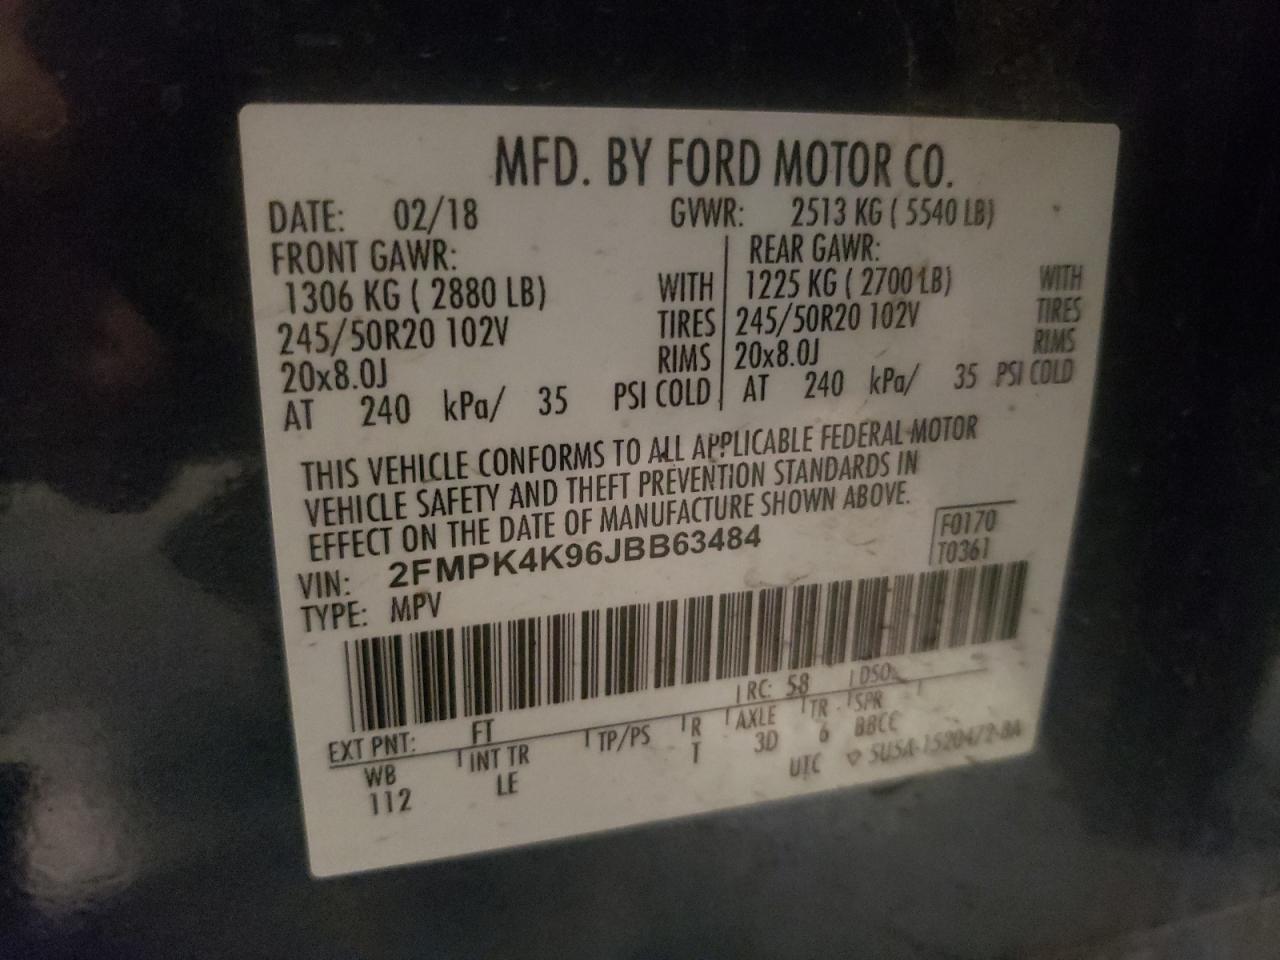 MFD. BY FORD MOTOR CO.
DATE: 02/18 GVWR: 2513 KG ( 5540 LB)
FRONT GAWR: REAR GAWR:
1306 KG ( 2880 LB) WITH 1225 KG ( 2700 LB) WITH
245/50R20 102V TIRES 245/50R20 102V TIRES
20x8.0J RIMS 20x8.0J RIMS
AT 240 kPa/ 35 PSI COLD AT 240 kPa/ 35 PSI COLD
THIS VEHICLE CONFORMS TO ALL APPLICABLE FEDERAL MOTOR
VEHICLE SAFETY AND THEFT PREVENTION STANDARDS IN
EFFECT ON THE DATE OF MANUFACTURE SHOWN ABOVE.
F0170
VIN: 2FMPK4K96JBB63484 T0361
TYPE: MPV
EXT PNT: FT RC: 58 DSO:
WB INT TR TP/PS R AXLE TR SPR
112 LE T 3D 6 BBCC
UTC